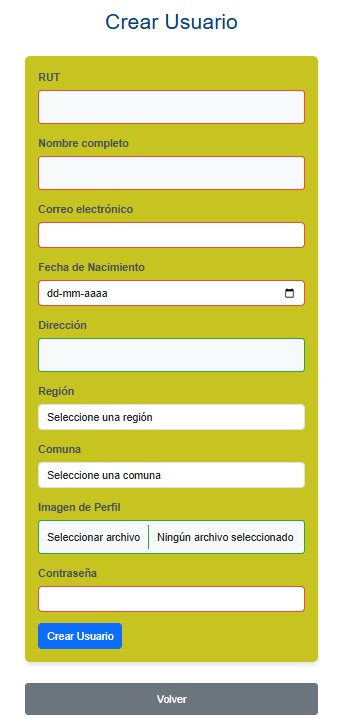 Crear Usuario
RUT
Nombre completo
Correo electrónico
Fecha de Nacimiento
dd-mm-aaaa
Dirección
Región
Seleccione una región
Comuna
Seleccione una comuna
Imagen de Perfil
Seleccionar archivo Ningún archivo seleccionado
Contraseña
Crear Usuario
Volver